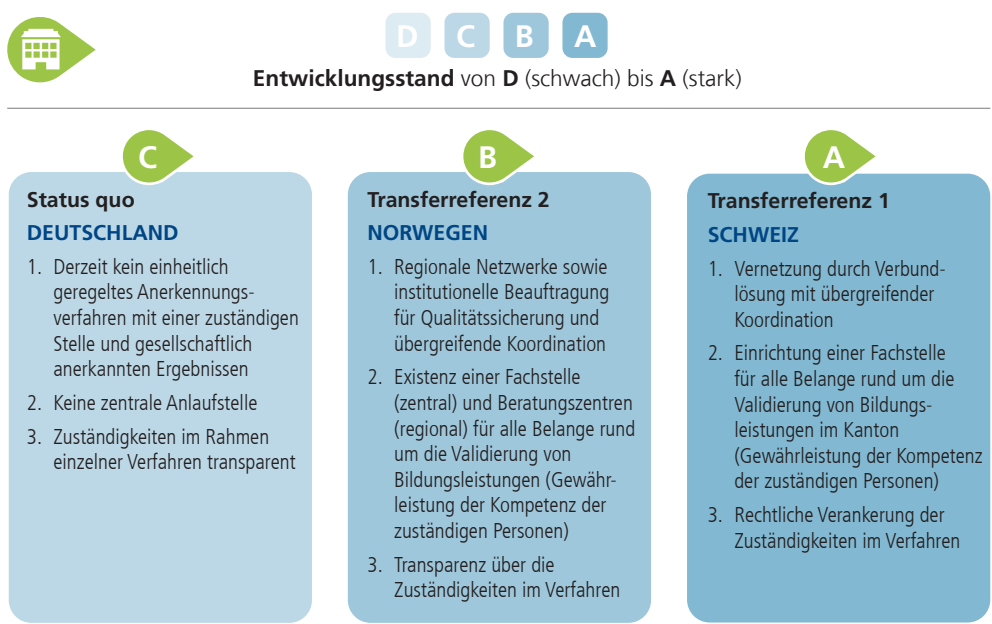 D C B A
Entwicklungsstand von D (schwach) bis A (stark)
C
Status quo
DEUTSCHLAND
1. Derzeit kein einheitlich
geregeltes Anerkennungs-
verfahren mit einer zuständigen
Stelle und gesellschaftlich
anerkannten Ergebnissen
2. Keine zentrale Anlaufstelle
3. Zuständigkeiten im Rahmen
einzelner Verfahren transparent
B
Transferreferenz 2
NORWEGEN
1. Regionale Netzwerke sowie
institutionelle Beauftragung
für Qualitätssicherung und
übergreifende Koordination
2. Existenz einer Fachstelle
(zentral) und Beratungszentren
(regional) für alle Belange rund
um die Validierung von
Bildungsleistungen (Gewähr-
leistung der Kompetenz der
zuständigen Personen)
3. Transparenz über die
Zuständigkeiten im Verfahren
A
Transferreferenz 1
SCHWEIZ
1. Vernetzung durch Verbund-
lösung mit übergreifender
Koordination
2. Einrichtung einer Fachstelle
für alle Belange rund um die
Validierung von Bildungs-
leistungen im Kanton
(Gewährleistung der Kompetenz
der zuständigen Personen)
3. Rechtliche Verankerung der
Zuständigkeiten im Verfahren